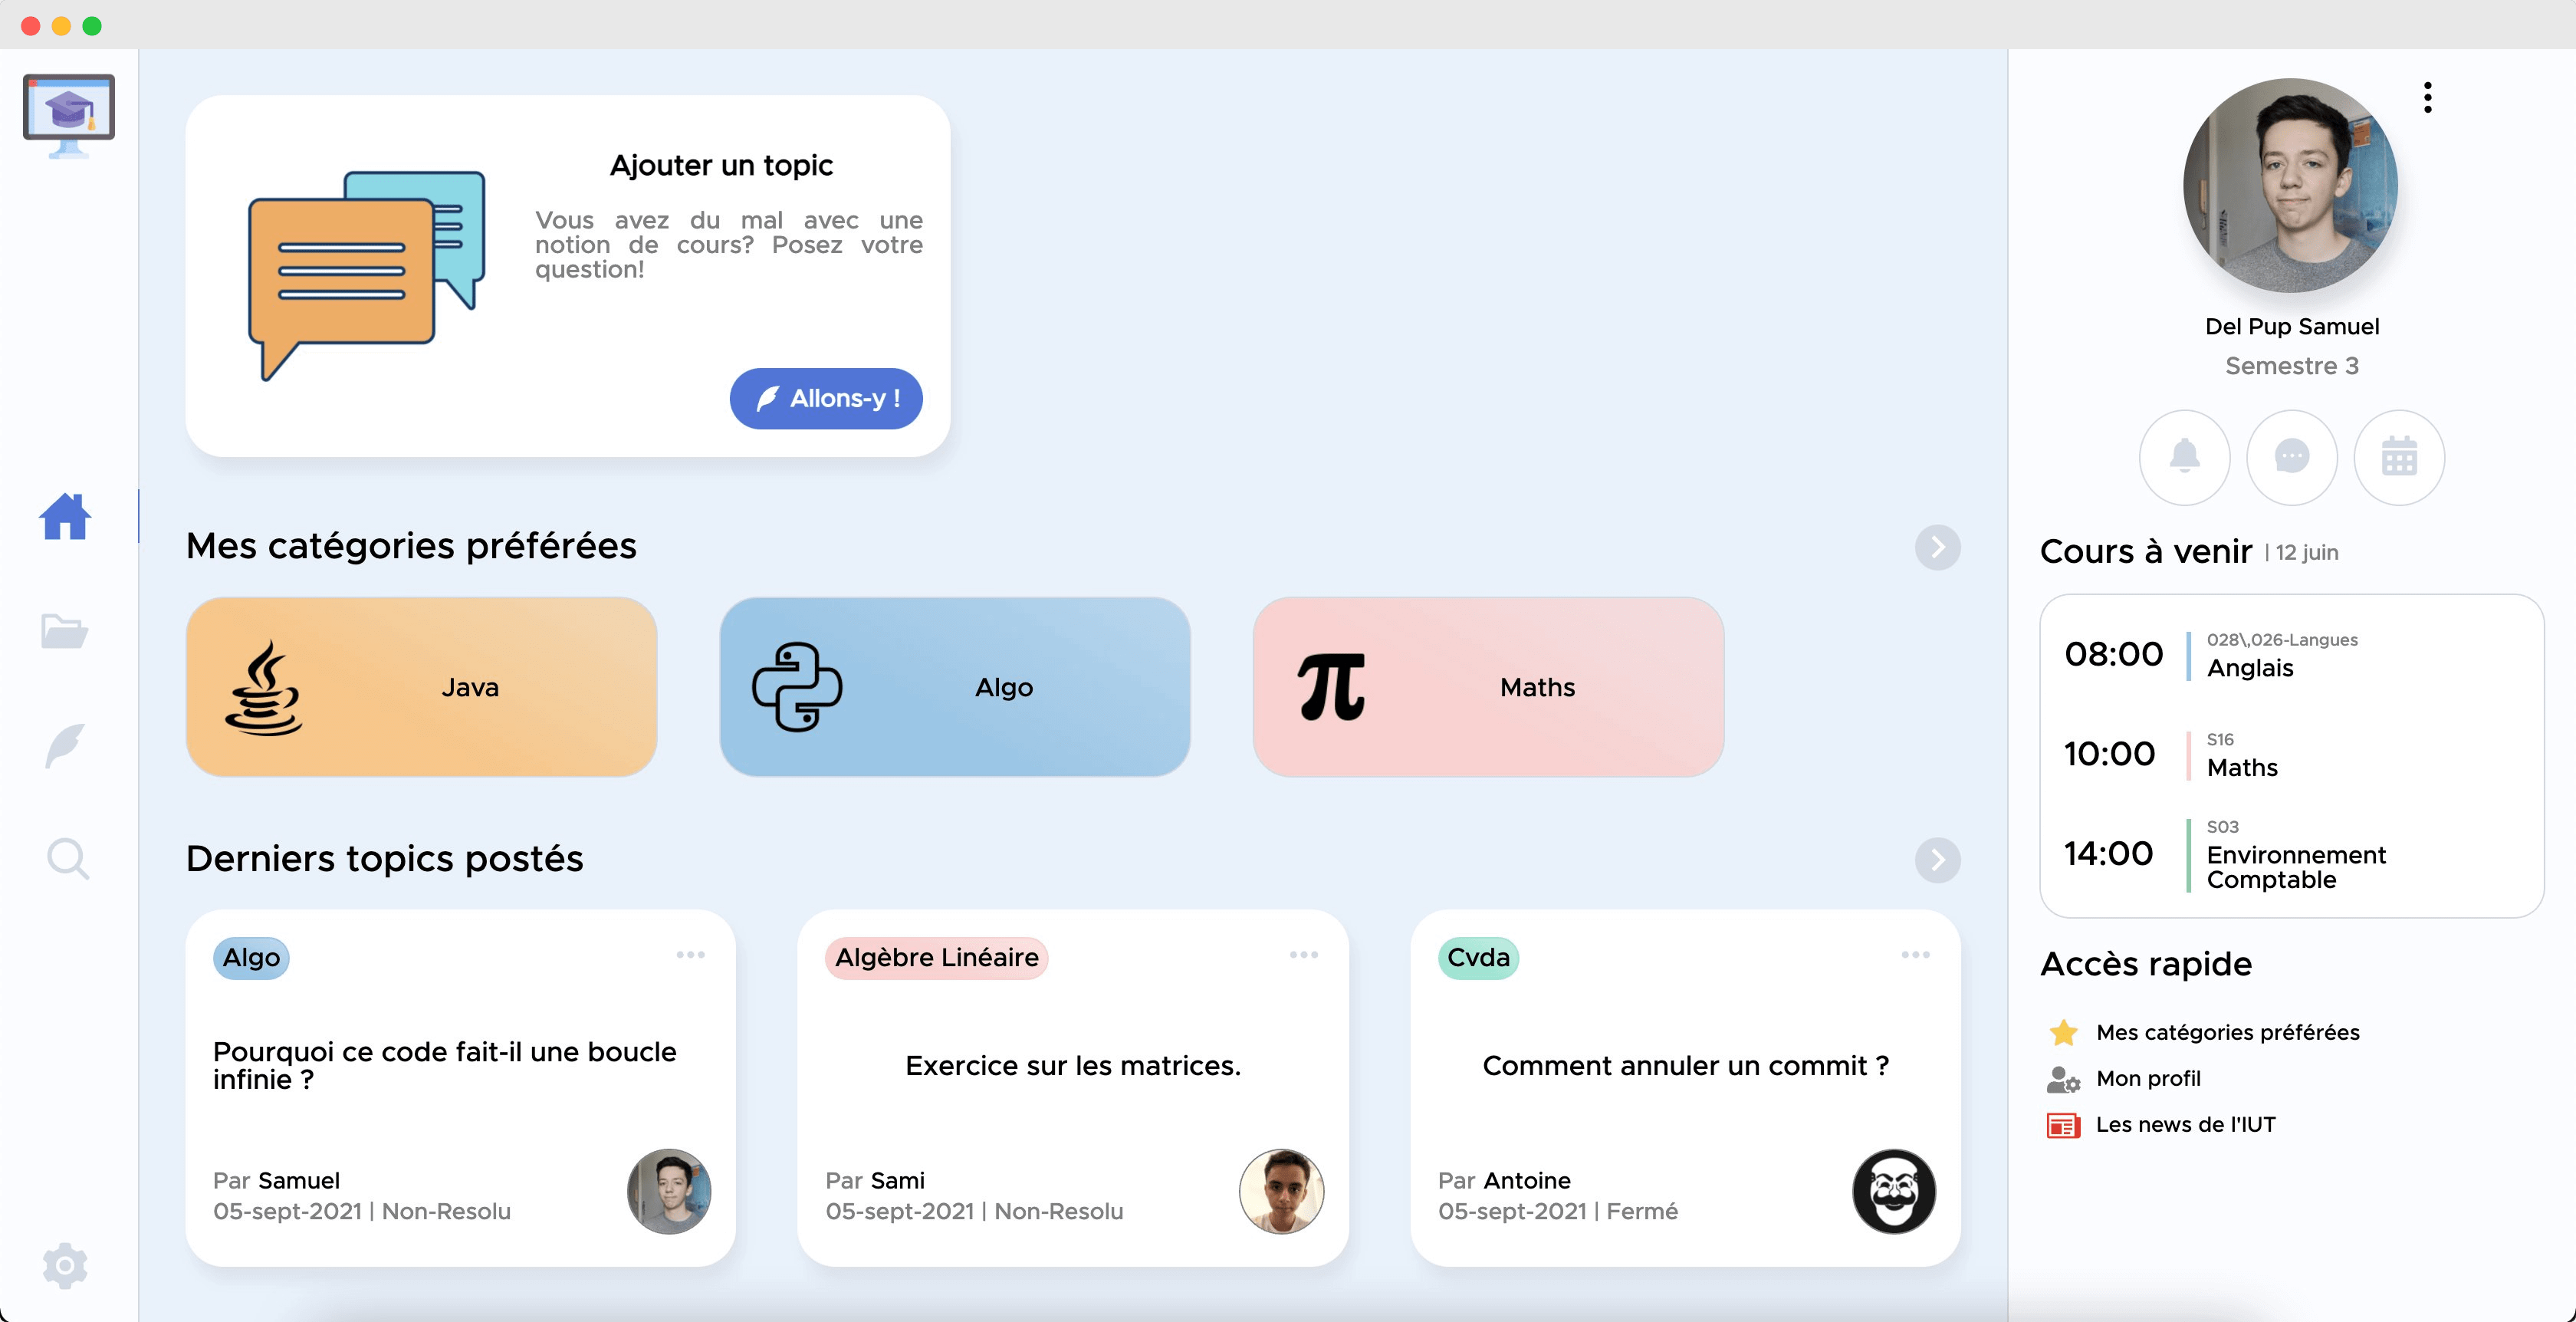 Ajouter un topic
Vous avez du mal avec une
notion de cours? Posez votre
question!
Allons-y !
Mes catégories préférées
Java
Algo
Maths
Derniers topics postés
Algo
Pourquoi ce code fait-il une boucle
infinie ?
Par Samuel
05-sept-2021 | Non-Resolu
Algèbre Linéaire
Exercice sur les matrices.
Par Sami
05-sept-2021 | Non-Resolu
Cvda
Comment annuler un commit ?
Par Antoine
05-sept-2021 | Fermé
Del Pup Samuel
Semestre 3
Cours à venir | 12 juin
08:00
028\,026-Langues
Anglais
10:00
S16
Maths
14:00
S03
Environnement
Comptable
Accès rapide
Mes catégories préférées
Mon profil
Les news de l'IUT